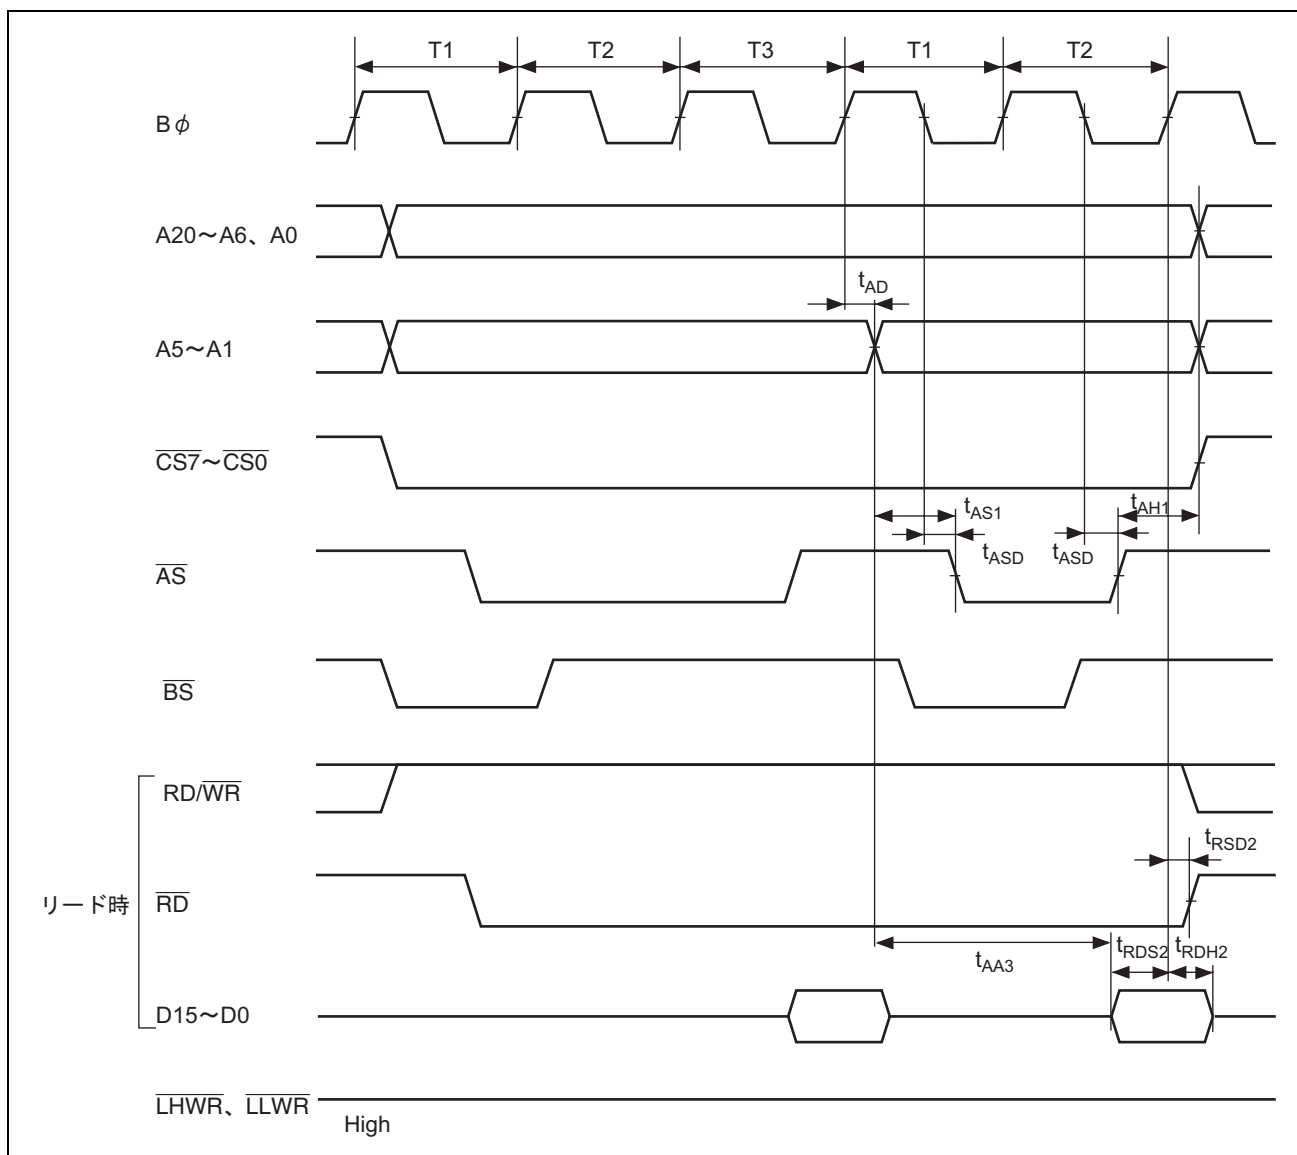 T1 T2 T3 T1 T2
Bφ
A20～A6、A0
tAD
A5～A1
CS7～CS0
tAS1 tAH1
tASD tASD
AS
BS
RD/WR
tRSD2
リード時
RD
tAA3 tRDS2 tRDH2
D15～D0
LHWR、LLWR
High